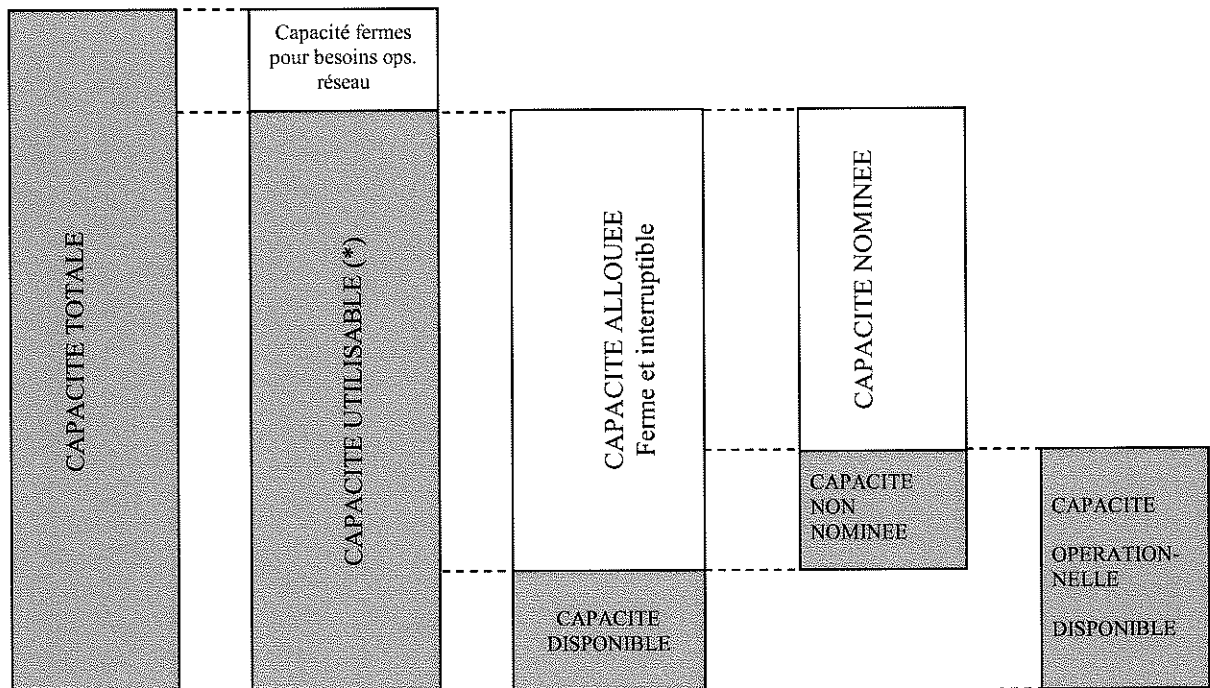 CAPACITE TOTALE
Capacité fermes
pour besoins ops.
réseau
CAPACITE UTILISABLE (*)
CAPACITE ALLOUEE
Ferme et interruptible
CAPACITE
DISPONIBLE
CAPACITE NOMINEE
CAPACITE
NON
NOMINEE
CAPACITE
OPERATION-
NELLE
DISPONIBLE